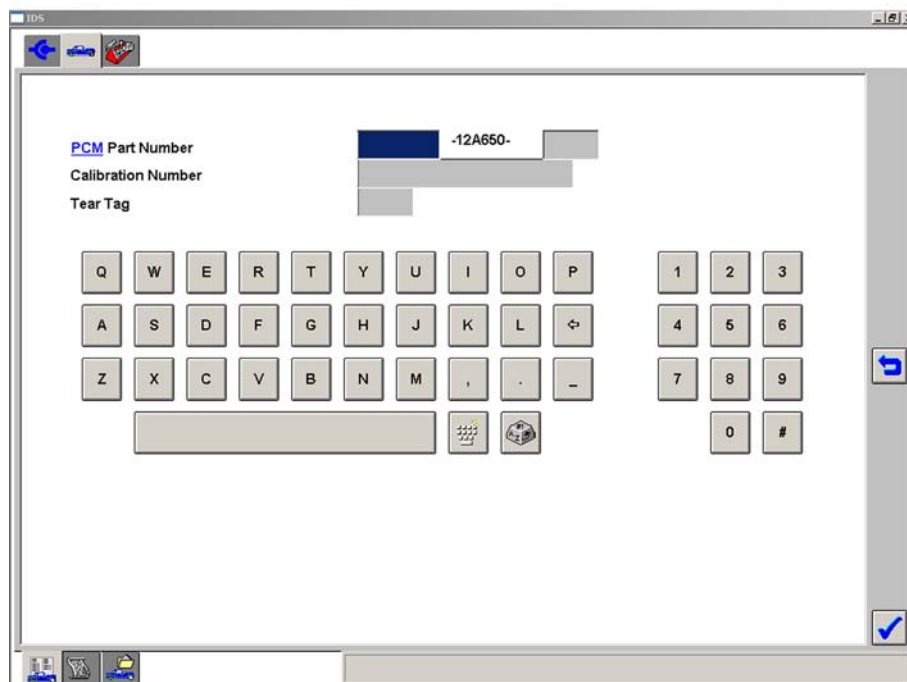 IDS
PCM Part Number -12A650-
Calibration Number
Tear Tag
Q W E R T Y U I O P 1 2 3
A S D F G H J K L 4 5 6
Z X C V B N M , . _ 7 8 9
0 #